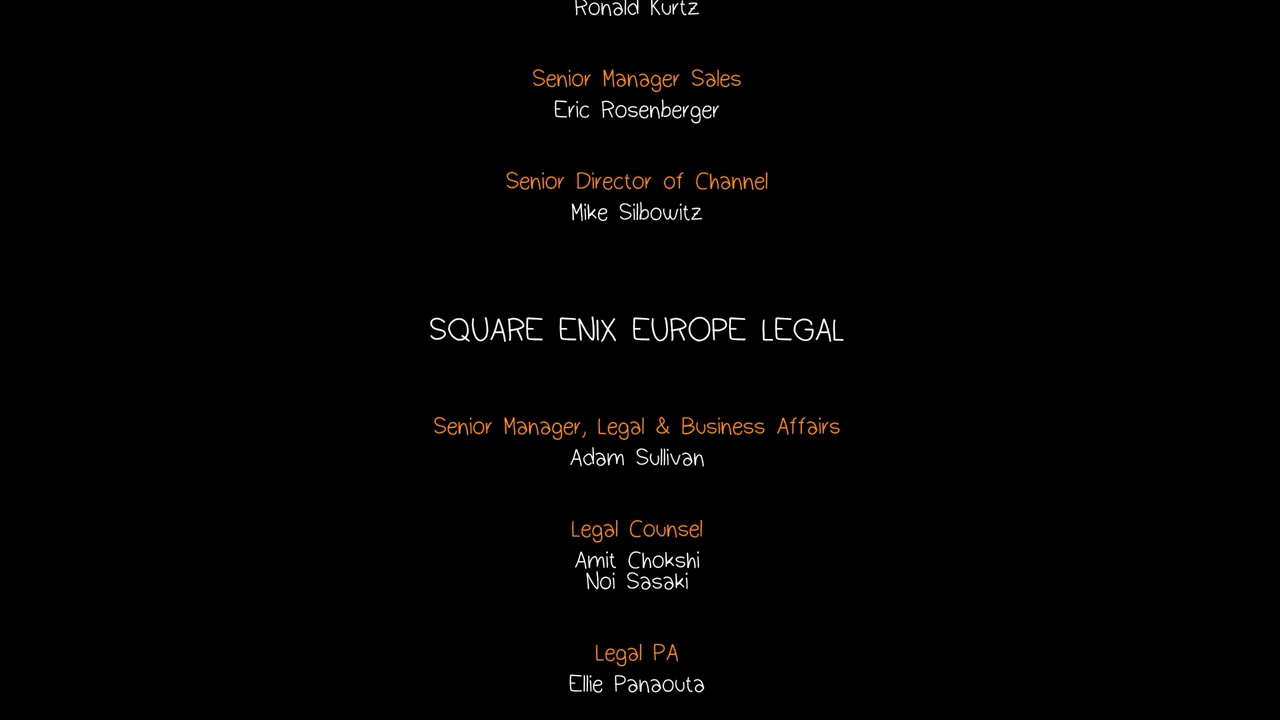 Ronald Kurtz
Senior Manager Sales
Eric Rosenberger
Senior Director of Channel
Mike Silbowitz
SQUARE ENIX EUROPE LEGAL
Senior Manager, Legal & Business Affairs
Adam Sullivan
Legal Counsel
Amit Chokshi
Noi Sasaki
Legal PA
Ellie Panaouta